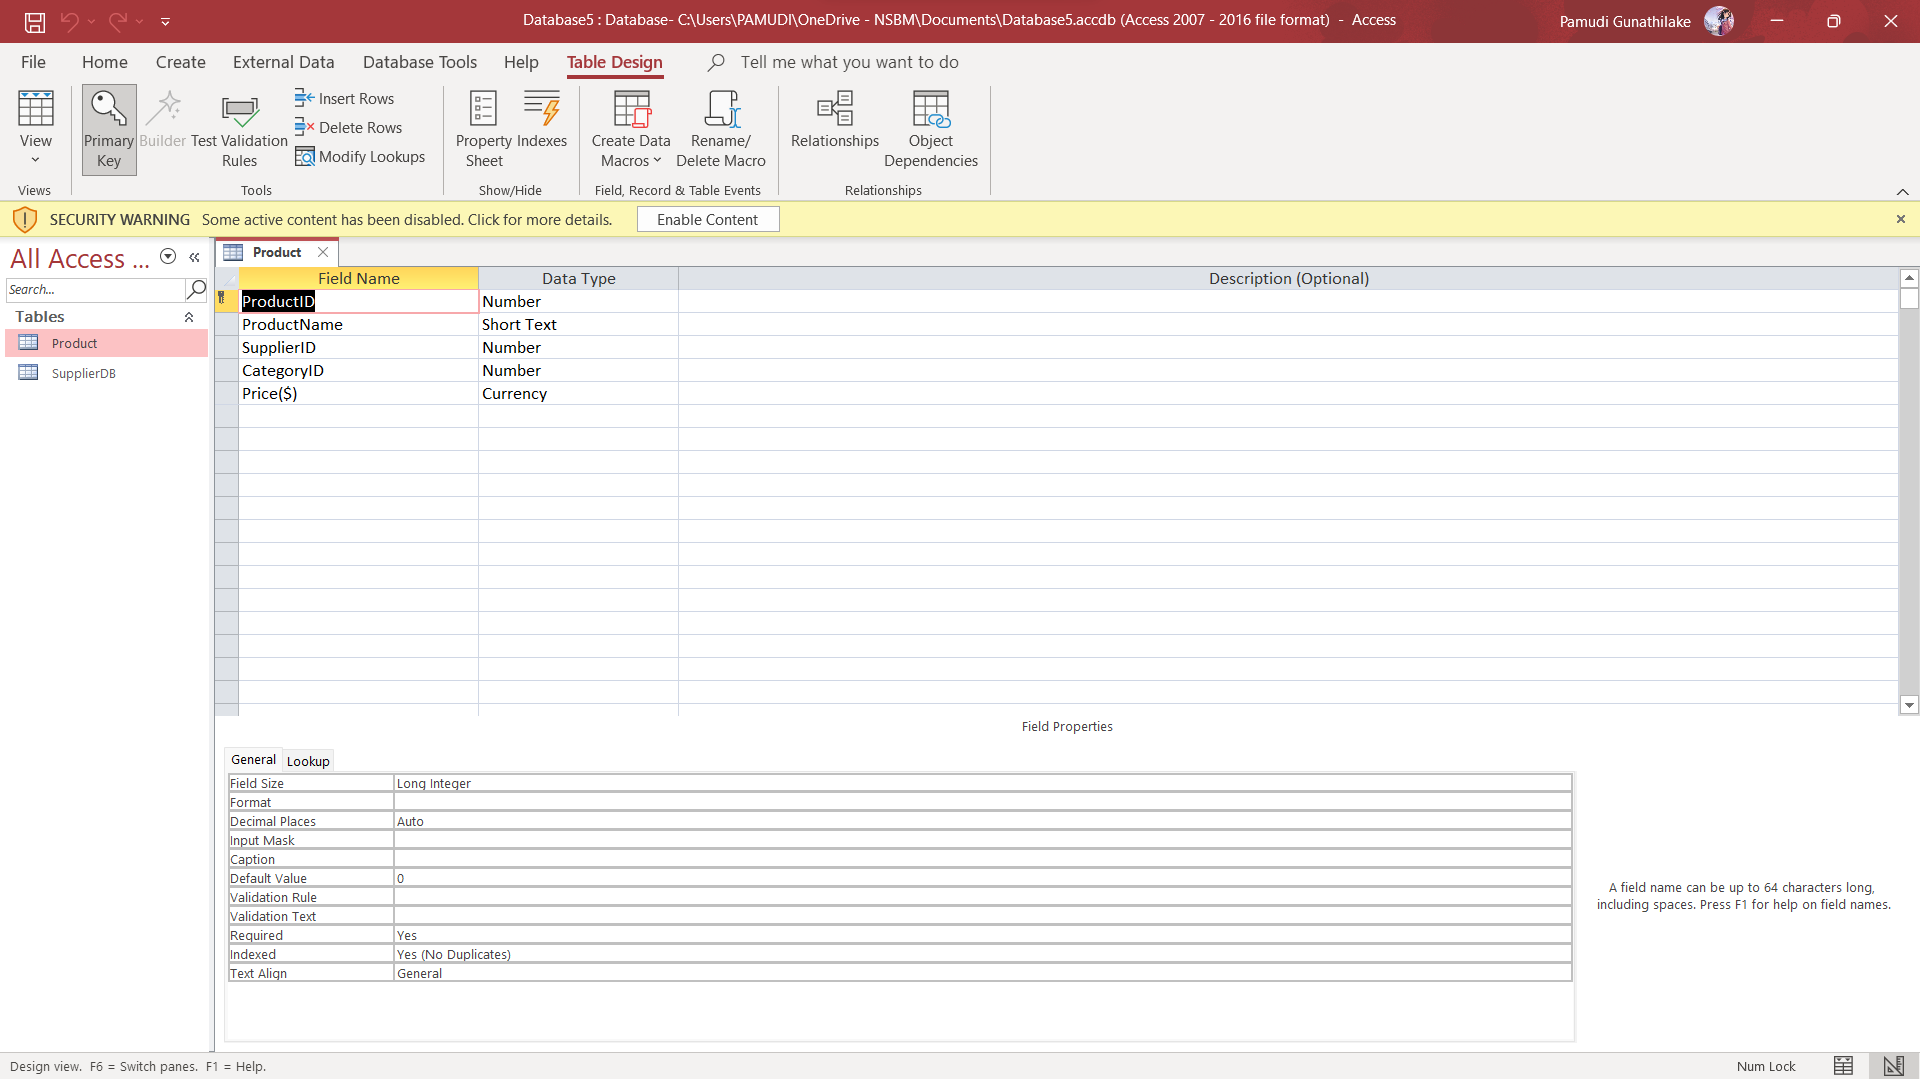 Database5 : Database- C:\Users\PAMUDI\OneDrive - NSBM\Documents\Database5.accdb (Access 2007 - 2016 file format) - Access
Pamudi Gunathilake
File Home Create External Data Database Tools Help Table Design Tell me what you want to do
View
Primary Key
Builder
Test Validation Rules
Insert Rows
Delete Rows
Modify Lookups
Property Sheet
Indexes
Create Data Macros
Rename/ Delete Macro
Relationships
Object Dependencies
Views
Tools
Show/Hide
Field, Record & Table Events
Relationships
SECURITY WARNING Some active content has been disabled. Click for more details. Enable Content
All Access ...
Search...
Tables
Product
SupplierDB
Product
Field Name Data Type Description (Optional)
ProductID Number
ProductName Short Text
SupplierID Number
CategoryID Number
Price($) Currency
Field Properties
General Lookup
Field Size Long Integer
Format
Decimal Places Auto
Input Mask
Caption
Default Value 0
Validation Rule
Validation Text
Required Yes
Indexed Yes (No Duplicates)
Text Align General
A field name can be up to 64 characters long,
including spaces. Press F1 for help on field names.
Design view. F6 = Switch panes. F1 = Help.
Num Lock